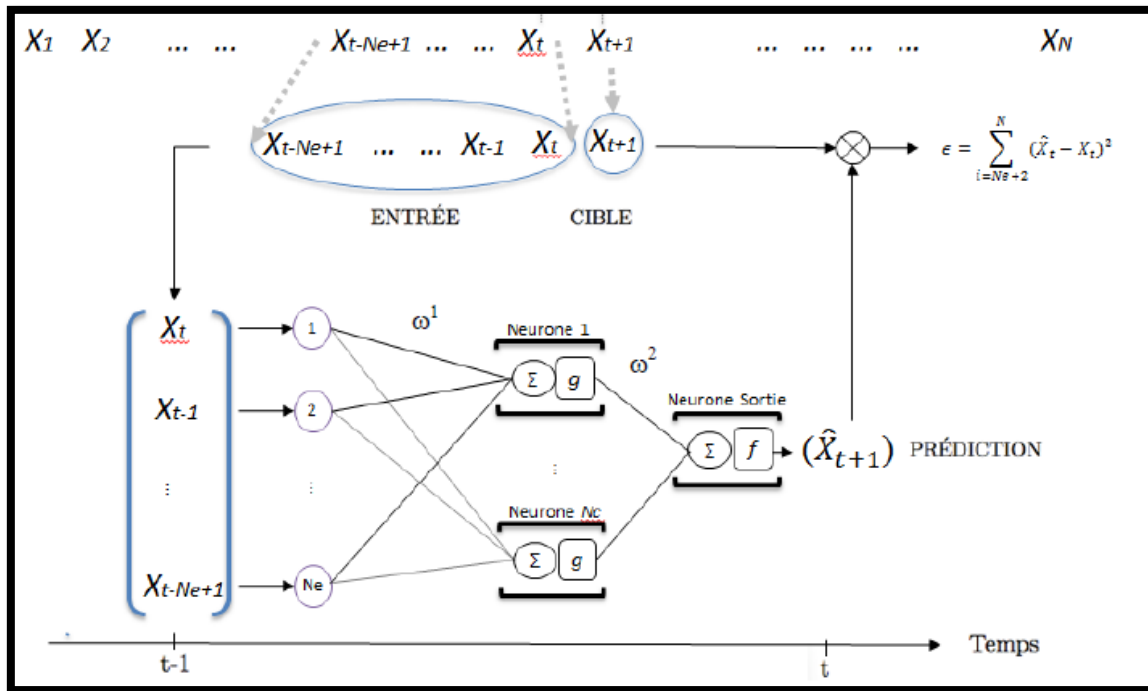 X1 X2 ... ... Xt-Ne+1 ... ... Xt Xt+1 ... ... ... ... XN
Xt-Ne+1 ... ... Xt-1 Xt Xt+1
ϵ = ∑ i=Ne+2 N (X̂t − Xt)²
ENTRÉE CIBLE
Xt 1 ω¹
Neurone 1
Σ g ω²
Xt-1 2
Neurone Sortie
Σ f (X̂t+1) PRÉDICTION
⋮ ⋮ ⋮
Neurone Nc
Σ g
Xt-Ne+1 Ne
Temps
t-1 t